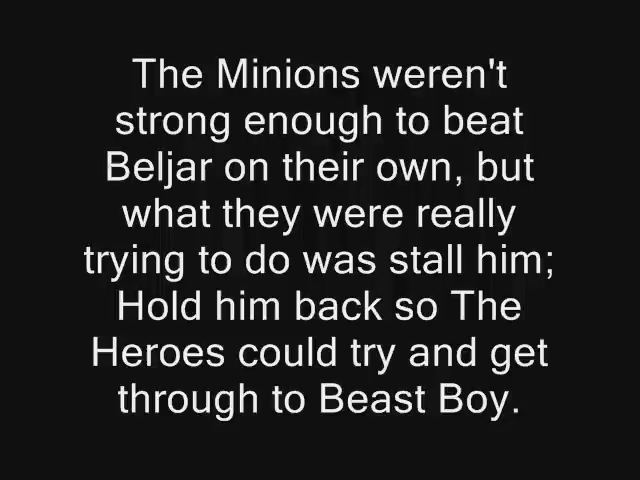 The Minions weren't
strong enough to beat
Beljar on their own, but
what they were really
trying to do was stall him;
Hold him back so The
Heroes could try and get
through to Beast Boy.